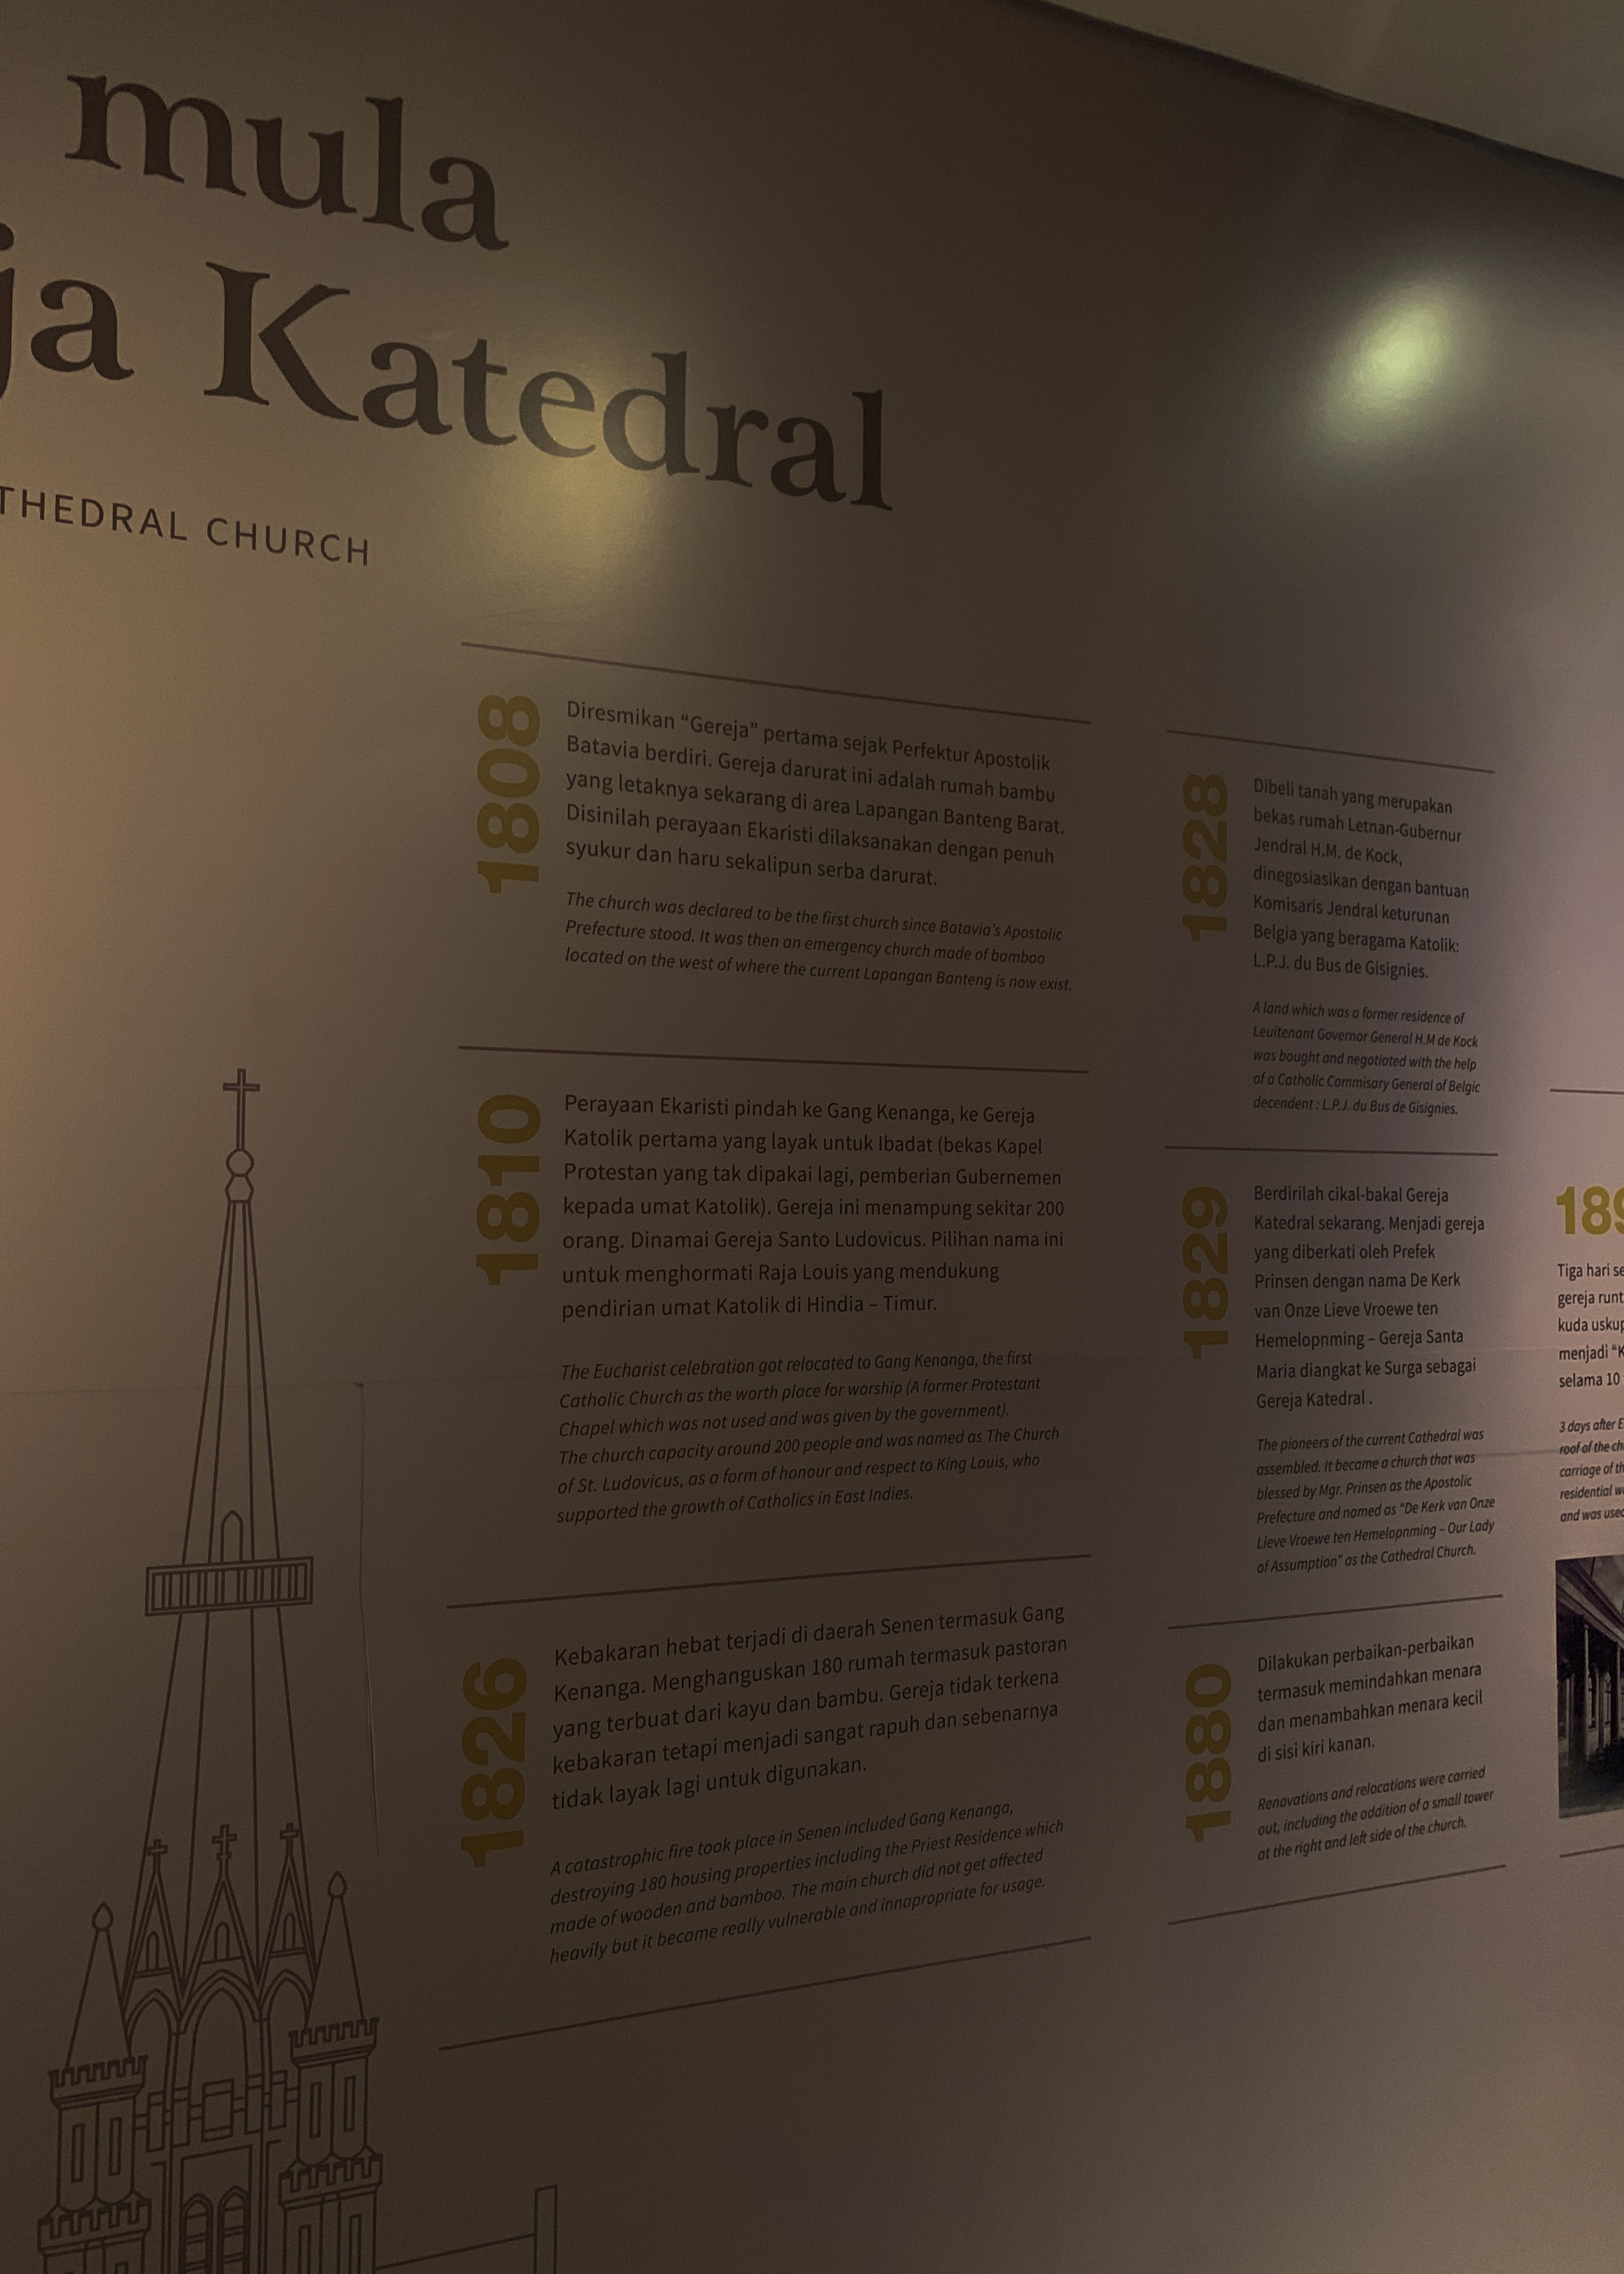 mula
ja Katedral
THEDRAL CHURCH
1808
Diresmikan “Gereja” pertama sejak Perfektur Apostolik
Batavia berdiri. Gereja darurat ini adalah rumah bambu
yang letaknya sekarang di area Lapangan Banteng Barat.
Disinilah perayaan Ekaristi dilaksanakan dengan penuh
syukur dan haru sekalipun serba darurat.
The church was declared to be the first church since Batavia’s Apostolic
Prefecture stood. It was then an emergency church made of bamboo
located on the west of where the current Lapangan Banteng is now exist.
1810
Perayaan Ekaristi pindah ke Gang Kenanga, ke Gereja
Katolik pertama yang layak untuk Ibadat (bekas Kapel
Protestan yang tak dipakai lagi, pemberian Gubernemen
kepada umat Katolik). Gereja ini menampung sekitar 200
orang. Dinamai Gereja Santo Ludovicus. Pilihan nama ini
untuk menghormati Raja Louis yang mendukung
pendirian umat Katolik di Hindia – Timur.
The Eucharist celebration got relocated to Gang Kenanga, the first
Catholic Church as the worth place for worship (A former Protestant
Chapel which was not used and was given by the government).
The church capacity around 200 people and was named as The Church
of St. Ludovicus, as a form of honour and respect to King Louis, who
supported the growth of Catholics in East Indies.
1826
Kebakaran hebat terjadi di daerah Senen termasuk Gang
Kenanga. Menghanguskan 180 rumah termasuk pastoran
yang terbuat dari kayu dan bambu. Gereja tidak terkena
kebakaran tetapi menjadi sangat rapuh dan sebenarnya
tidak layak lagi untuk digunakan.
A catastrophic fire took place in Senen included Gang Kenanga,
destroying 180 housing properties including the Priest Residence which
made of wooden and bamboo. The main church did not get affected
heavily but it became really vulnerable and innapropriate for usage.
1828
Dibeli tanah yang merupakan
bekas rumah Letnan-Gubernur
Jendral H.M. de Kock,
dinegosiasikan dengan bantuan
Komisaris Jendral keturunan
Belgia yang beragama Katolik:
L.P.J. du Bus de Gisignies.
A land which was a former residence of
Leuitenant Governor General H.M de Kock
was bought and negotiated with the help
of a Catholic Commisary General of Belgic
decendent : L.P.J. du Bus de Gisignies.
1829
Berdirilah cikal-bakal Gereja
Katedral sekarang. Menjadi gereja
yang diberkati oleh Prefek
Prinsen dengan nama De Kerk
van Onze Lieve Vroewe ten
Hemelopnming – Gereja Santa
Maria diangkat ke Surga sebagai
Gereja Katedral .
The pioneers of the current Cathedral was
assembled. It became a church that was
blessed by Mgr. Prinsen as the Apostolic
Prefecture and named as “De Kerk van Onze
Lieve Vroewe ten Hemelopnming – Our Lady
of Assumption” as the Cathedral Church.
1880
Dilakukan perbaikan-perbaikan
termasuk memindahkan menara
dan menambahkan menara kecil
di sisi kiri kanan.
Renovations and relocations were carried
out, including the addition of a small tower
at the right and left side of the church.
189
Tiga hari se
gereja runt
kuda uskup
menjadi “K
selama 10
3 days after E
roof of the ch
carriage of th
residential w
and was used